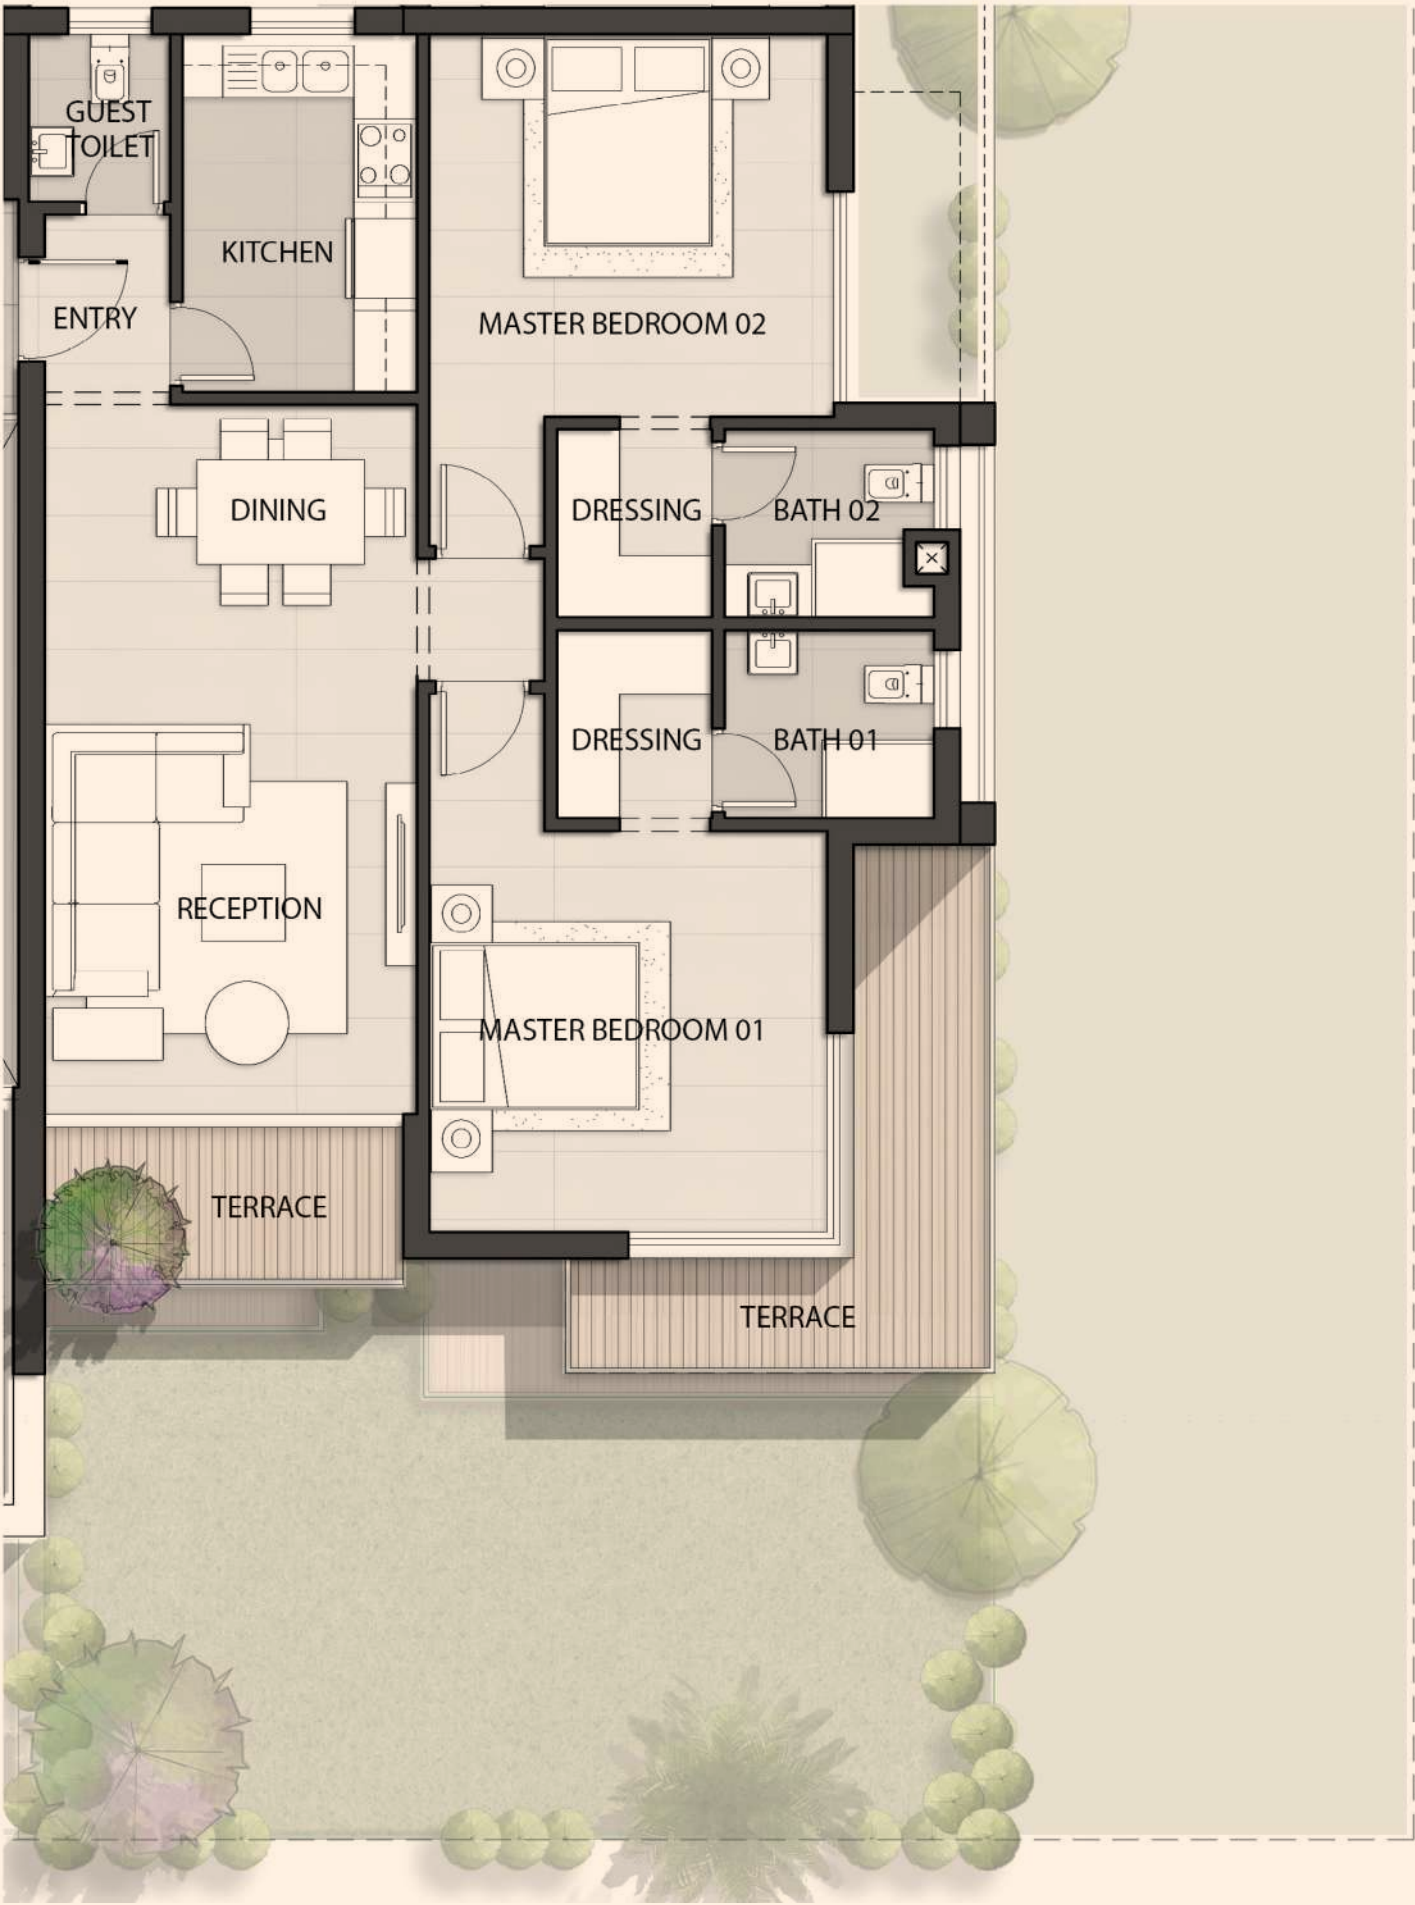 GUEST
TOILET
KITCHEN
ENTRY
MASTER BEDROOM 02
DINING
DRESSING
BATH 02
DRESSING
BATH 01
RECEPTION
MASTER BEDROOM 01
TERRACE
TERRACE